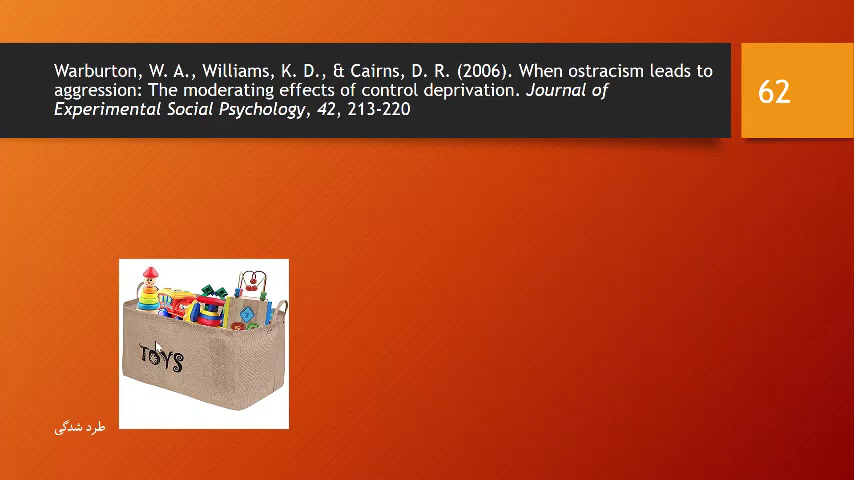 Warburton, W. A., Williams, K. D., & Cairns, D. R. (2006). When ostracism leads to
aggression: The moderating effects of control deprivation. Journal of
Experimental Social Psychology, 42, 213-220
62
TOYS
طرد شدگی